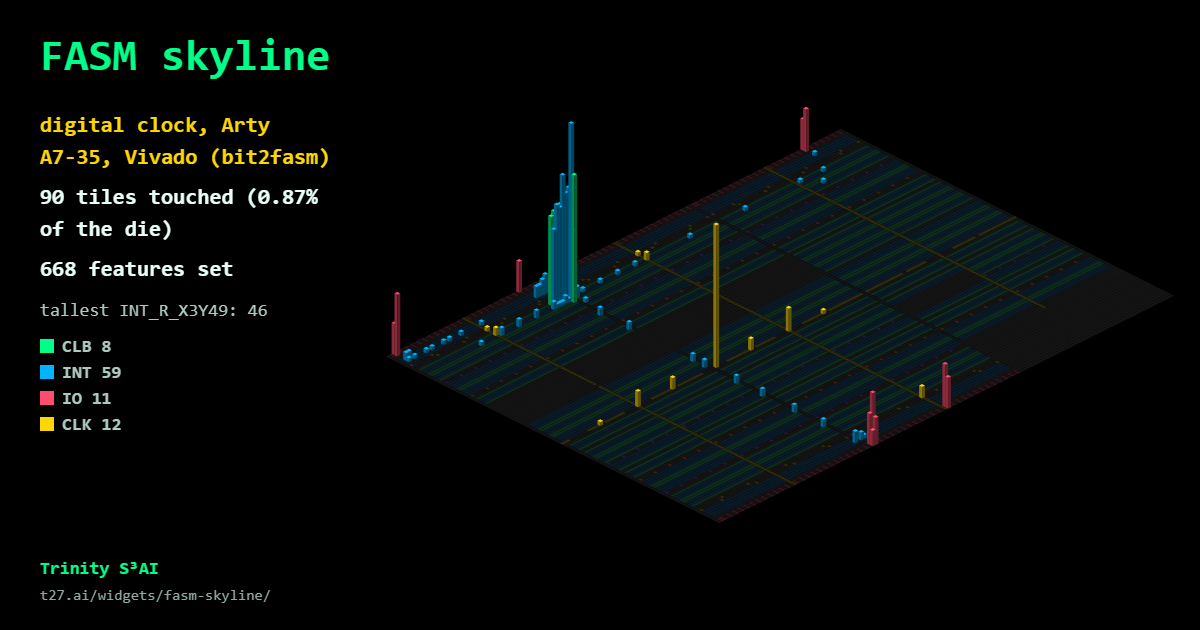 FASM skyline
digital clock, Arty
A7-35, Vivado (bit2fasm)
90 tiles touched (0.87%
of the die)
668 features set
tallest INT_R_X3Y49: 46
CLB 8
INT 59
IO 11
CLK 12
Trinity S³AI
t27.ai/widgets/fasm-skyline/